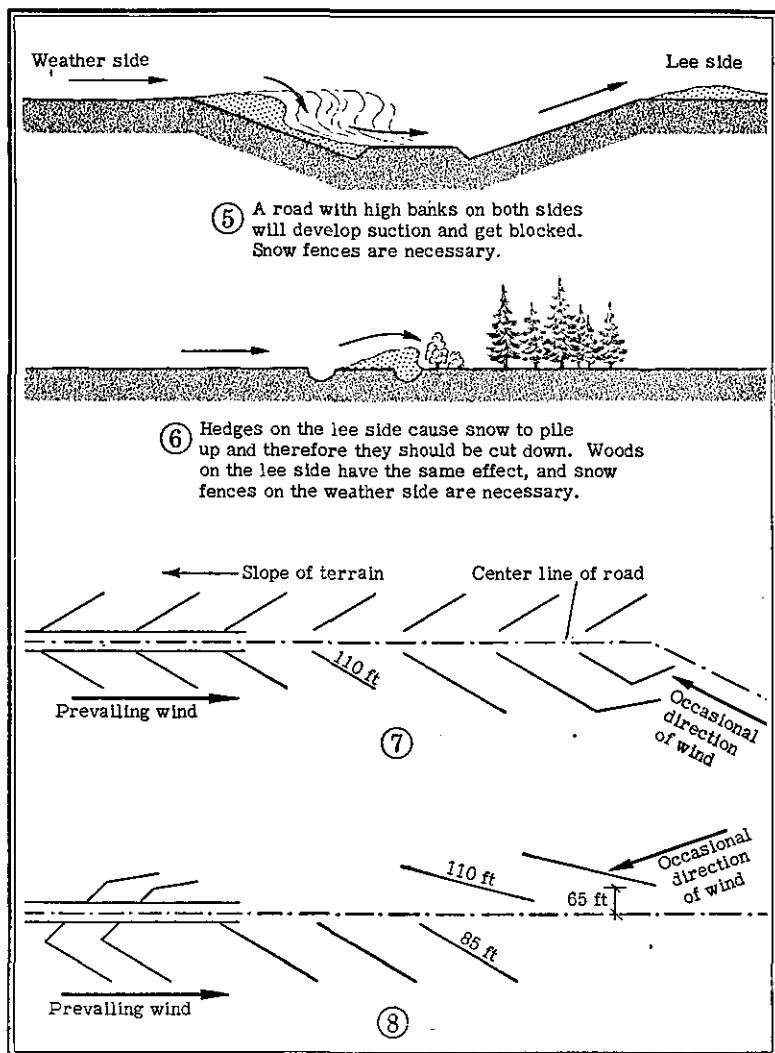 Weather side
Lee side
⑤ A road with high banks on both sides
will develop suction and get blocked.
Snow fences are necessary.
⑥ Hedges on the lee side cause snow to pile
up and therefore they should be cut down. Woods
on the lee side have the same effect, and snow
fences on the weather side are necessary.
Slope of terrain
Center line of road
110 ft
Prevailing wind
Occasional
direction
of wind
⑦
110 ft
Occasional
direction
of wind
65 ft
85 ft
Prevailing wind
⑧